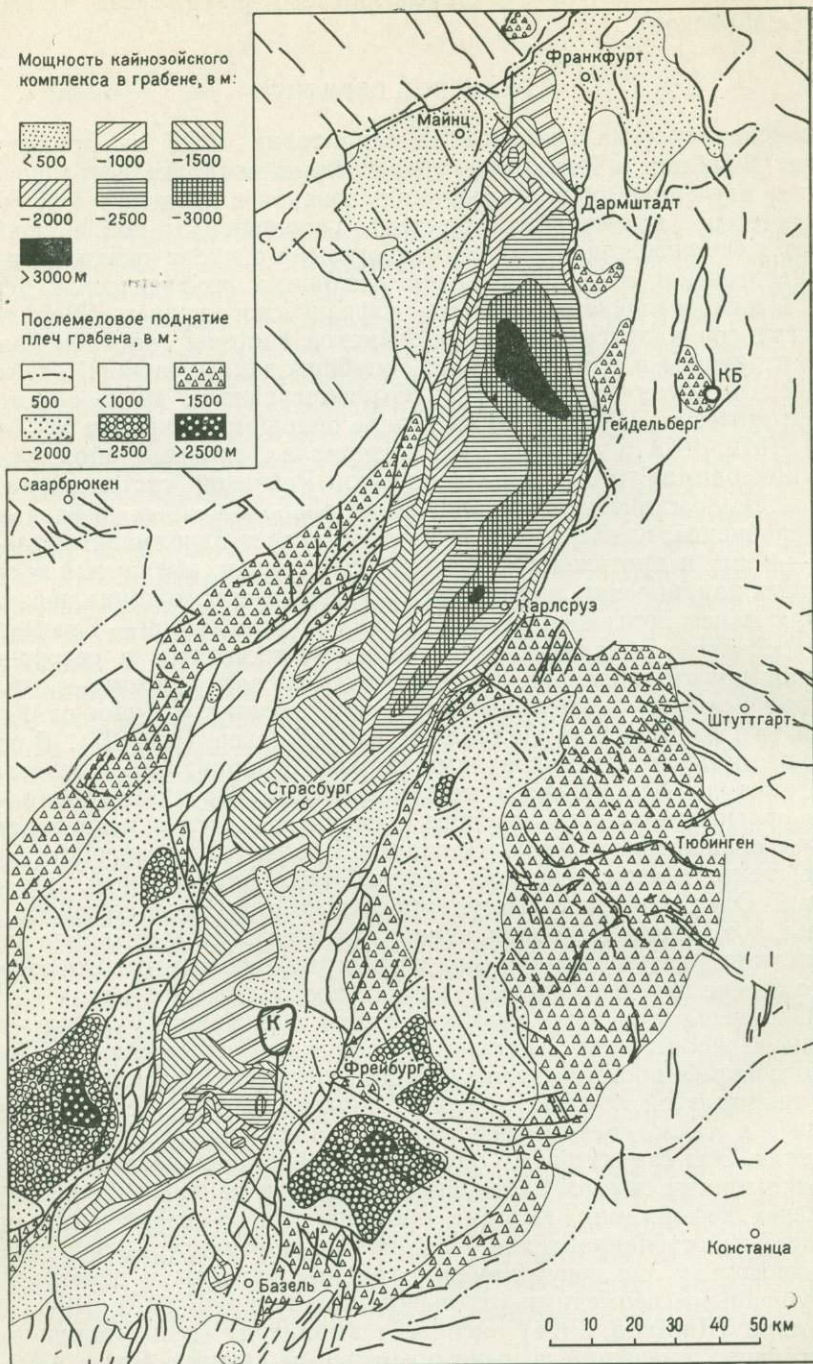 Мощность кайнозойского
комплекса в грабене, в м:
<500 -1000 -1500
-2000 -2500 -3000
>3000 м
Послемеловое поднятие
плеч грабена, в м:
500 <1000 -1500
-2000 -2500 >2500 м
Франкфурт
Майнц
Дармштадт
КБ
Гейдельберг
Саарбрюкен
Карлсруэ
Штуттгарт
Страсбург
Тюбинген
К
Фрейбург
Констанца
Базель
0 10 20 30 40 50 км